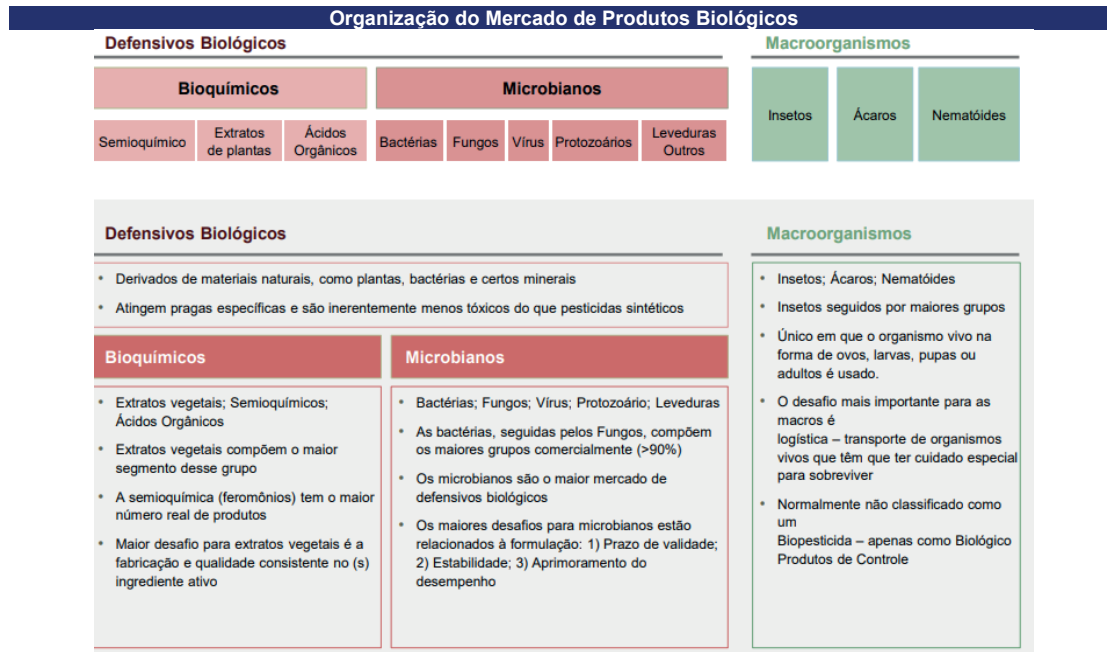 Organização do Mercado de Produtos Biológicos
Defensivos Biológicos
Bioquímicos
Microbianos
Semioquímico
Extratos
de plantas
Ácidos
Orgânicos
Bactérias
Fungos
Vírus
Protozoários
Leveduras
Outros
Macroorganismos
Insetos
Ácaros
Nematóides
Defensivos Biológicos
• Derivados de materiais naturais, como plantas, bactérias e certos minerais
• Atingem pragas específicas e são inerentemente menos tóxicos do que pesticidas sintéticos
Bioquímicos
• Extratos vegetais; Semioquímicos;
Ácidos Orgânicos
• Extratos vegetais compõem o maior
segmento desse grupo
• A semioquímica (feromônios) tem o maior
número real de produtos
• Maior desafio para extratos vegetais é a
fabricação e qualidade consistente no (s)
ingrediente ativo
Microbianos
• Bactérias; Fungos; Vírus; Protozoário; Leveduras
• As bactérias, seguidas pelos Fungos, compõem
os maiores grupos comercialmente (>90%)
• Os microbianos são o maior mercado de
defensivos biológicos
• Os maiores desafios para microbianos estão
relacionados à formulação: 1) Prazo de validade;
2) Estabilidade; 3) Aprimoramento do
desempenho
Macroorganismos
• Insetos; Ácaros; Nematóides
• Insetos seguidos por maiores grupos
• Único em que o organismo vivo na
forma de ovos, larvas, pupas ou
adultos é usado.
• O desafio mais importante para as
macros é
logística – transporte de organismos
vivos que têm que ter cuidado especial
para sobreviver
• Normalmente não classificado como
um
Biopesticida – apenas como Biológico
Produtos de Controle